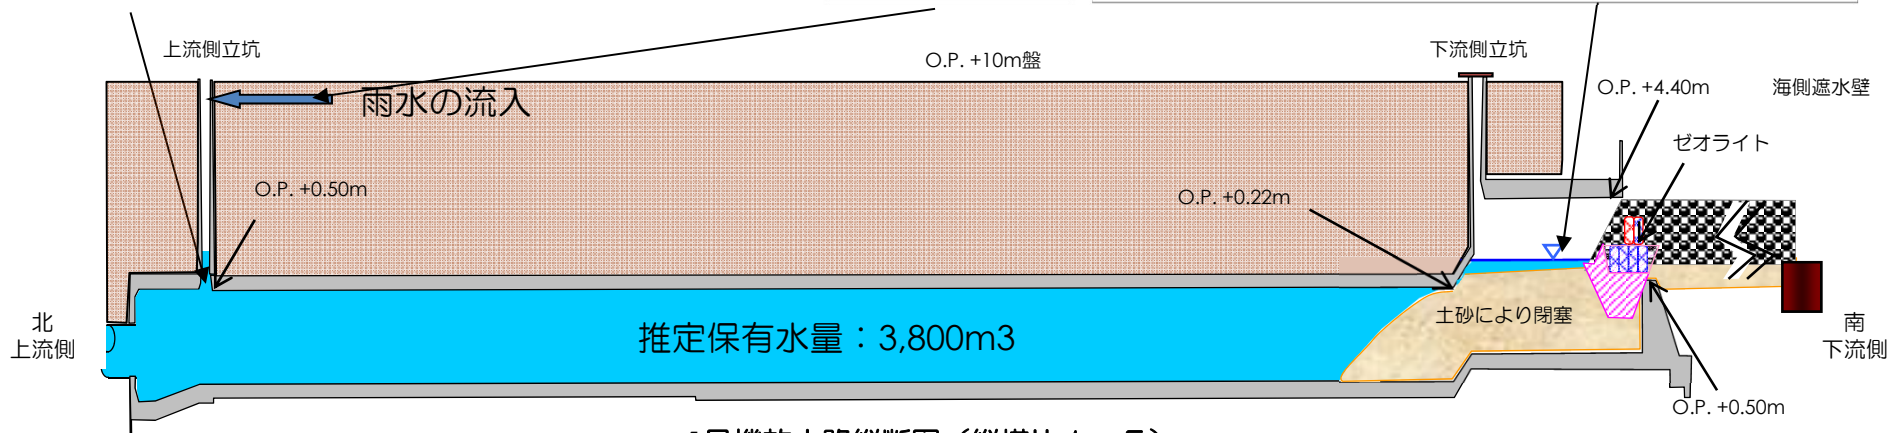 上流側立坑
O.P. +10m盤
下流側立坑
O.P. +4.40m
海側遮水壁
雨水の流入
ゼオライト
O.P. +0.50m
O.P. +0.22m
土砂により閉塞
北
上流側
推定保有水量：3,800m3
南
下流側
O.P. +0.50m